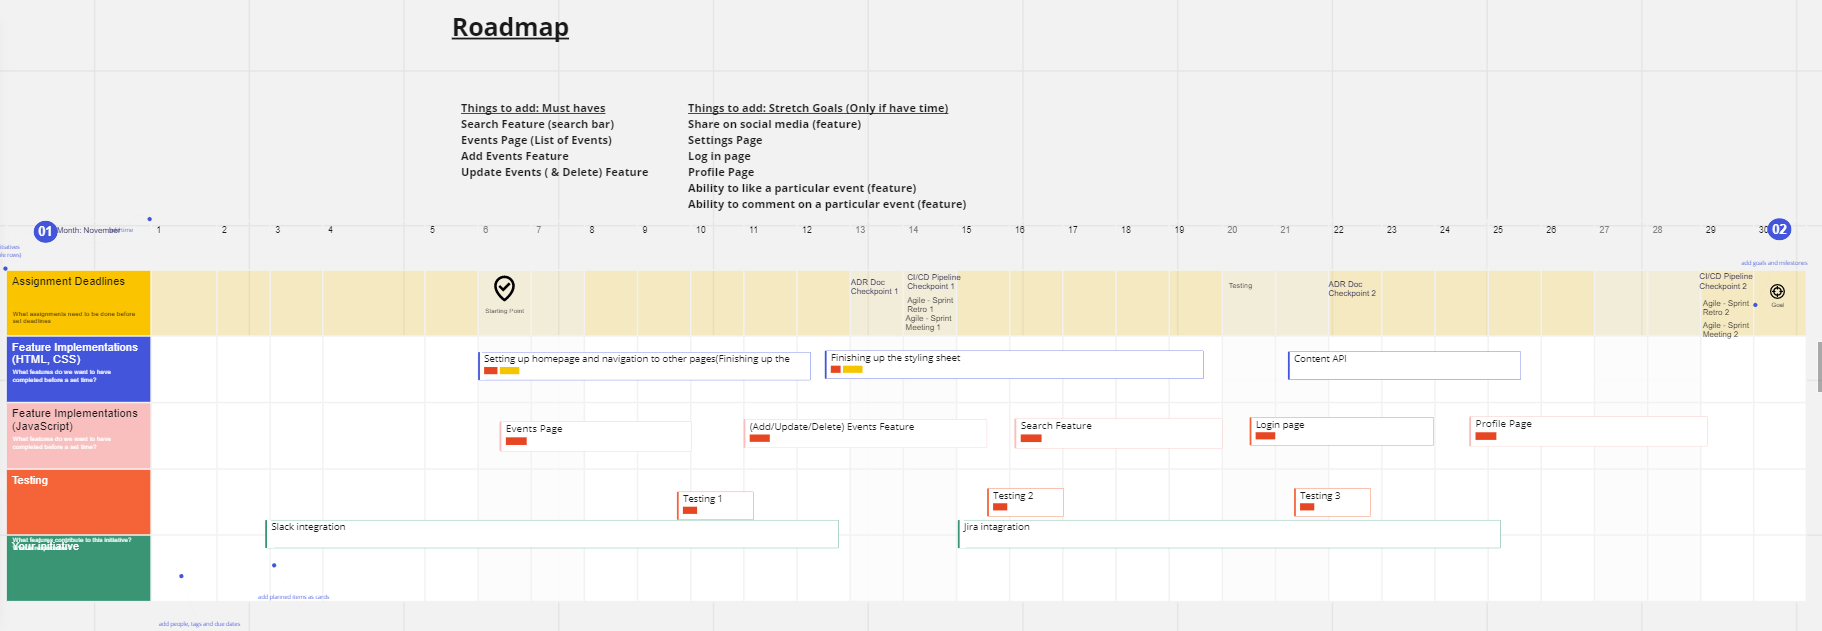 Roadmap
Things to add: Must haves
Search Feature (search bar)
Events Page (List of Events)
Add Events Feature
Update Events ( & Delete) Feature
Things to add: Stretch Goals (Only if have time)
Share on social media (feature)
Settings Page
Log in page
Profile Page
Ability to like a particular event (feature)
Ability to comment on a particular event (feature)
01 Month: November 1 2 3 4 5 6 7 8 9 10 11 12 13 14 15 16 17 18 19 20 21 22 23 24 25 26 27 28 29 30 02
add goals and milestones
Assignment Deadlines
What assignments need to be done before
set deadlines
Starting Point
ADR Doc
Checkpoint 1
CI/CD Pipeline
Checkpoint 1
Agile - Sprint
Retro 1
Agile - Sprint
Meeting 1
Testing
ADR Doc
Checkpoint 2
CI/CD Pipeline
Checkpoint 2
Agile - Sprint
Retro 2
Agile - Sprint
Meeting 2
Goal
Feature Implementations
(HTML, CSS)
What features do we want to have
completed before a set time?
Setting up homepage and navigation to other pages(Finishing up the
Finishing up the styling sheet
Content API
Feature Implementations
(JavaScript)
What features do we want to have
completed before a set time?
Events Page
(Add/Update/Delete) Events Feature
Search Feature
Login page
Profile Page
Testing
Testing 1
Testing 2
Testing 3
What features contribute to this initiative?
Your initiative
Slack integration
Jira intagration
add planned items as cards
add people, tags and due dates